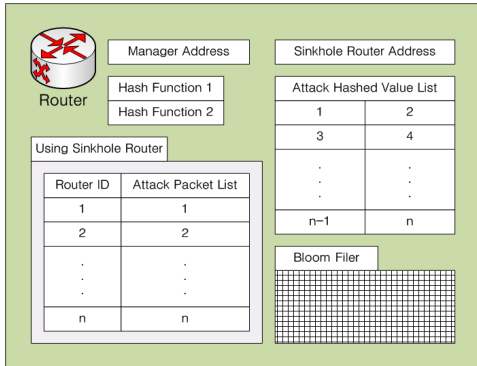 Router
Manager Address
Sinkhole Router Address
Hash Function 1
Hash Function 2
Attack Hashed Value List
1 2
3 4
. .
. .
. .
n-1 n
Using Sinkhole Router
Router ID Attack Packet List
1 1
2 2
. .
. .
. .
n n
Bloom Filer